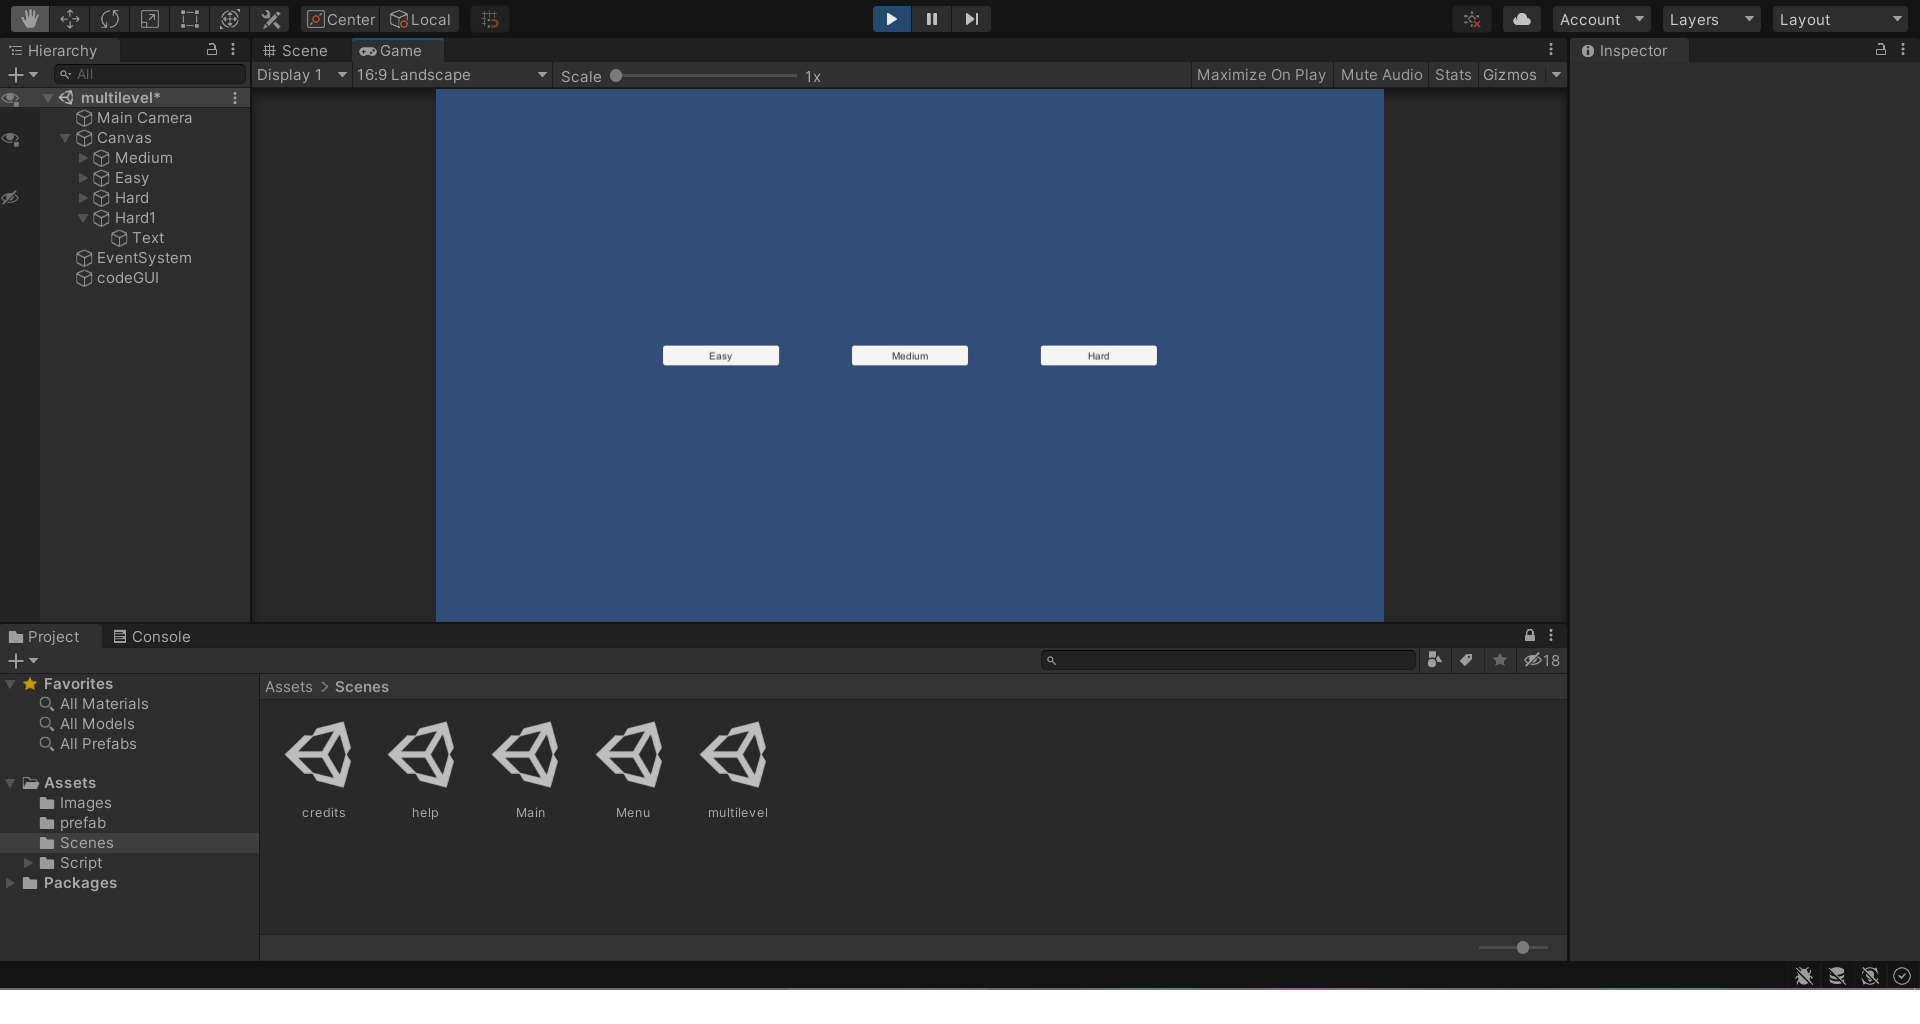 Center Local Account Layers Layout
Hierarchy
All
multilevel*
Main Camera
Canvas
Medium
Easy
Hard
Hard1
Text
EventSystem
codeGUI
Scene Game
Display 1 16:9 Landscape Scale 1x Maximize On Play Mute Audio Stats Gizmos
Easy Medium Hard
Inspector
Project Console
18
Favorites
All Materials
All Models
All Prefabs
Assets
Images
prefab
Scenes
Script
Packages
Assets > Scenes
credits help Main Menu multilevel